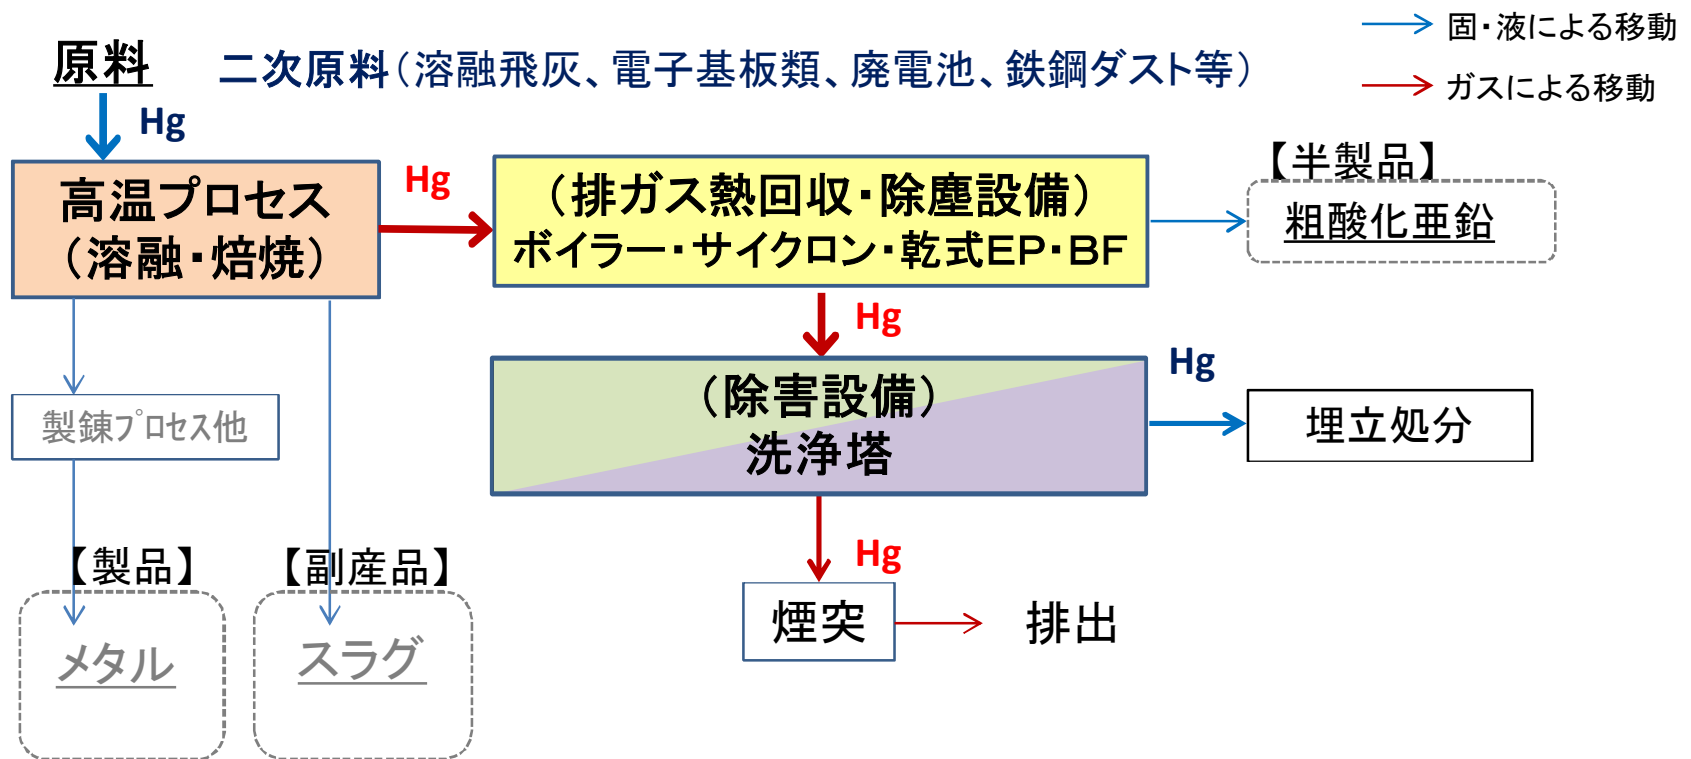 原料
二次原料（溶融飛灰、電子基板類、廃電池、鉄鋼ダスト等）
固・液による移動
ガスによる移動
Hg
高温プロセス
（溶融・焙焼）
Hg
（排ガス熱回収・除塵設備）
ボイラー・サイクロン・乾式EP・BF
【半製品】
粗酸化亜鉛
Hg
（除害設備）
洗浄塔
Hg
埋立処分
製錬プロセス他
Hg
煙突
排出
【製品】
メタル
【副産品】
スラグ